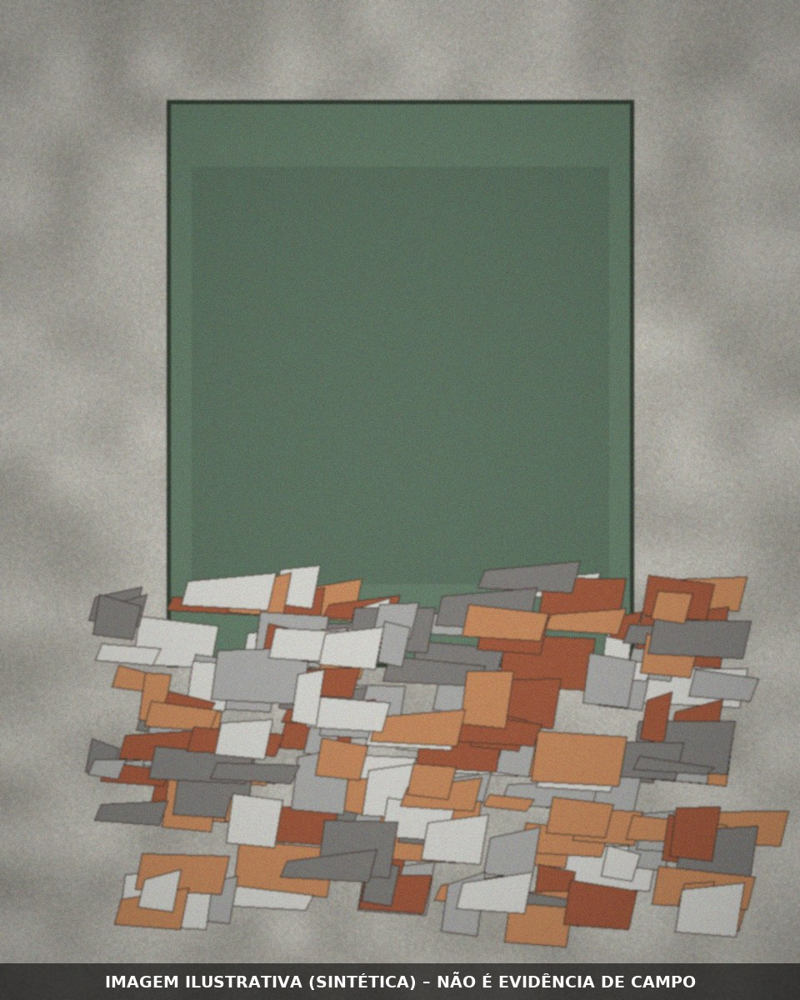 IMAGEM ILUSTRATIVA (SINTÉTICA) – NÃO É EVIDÊNCIA DE CAMPO